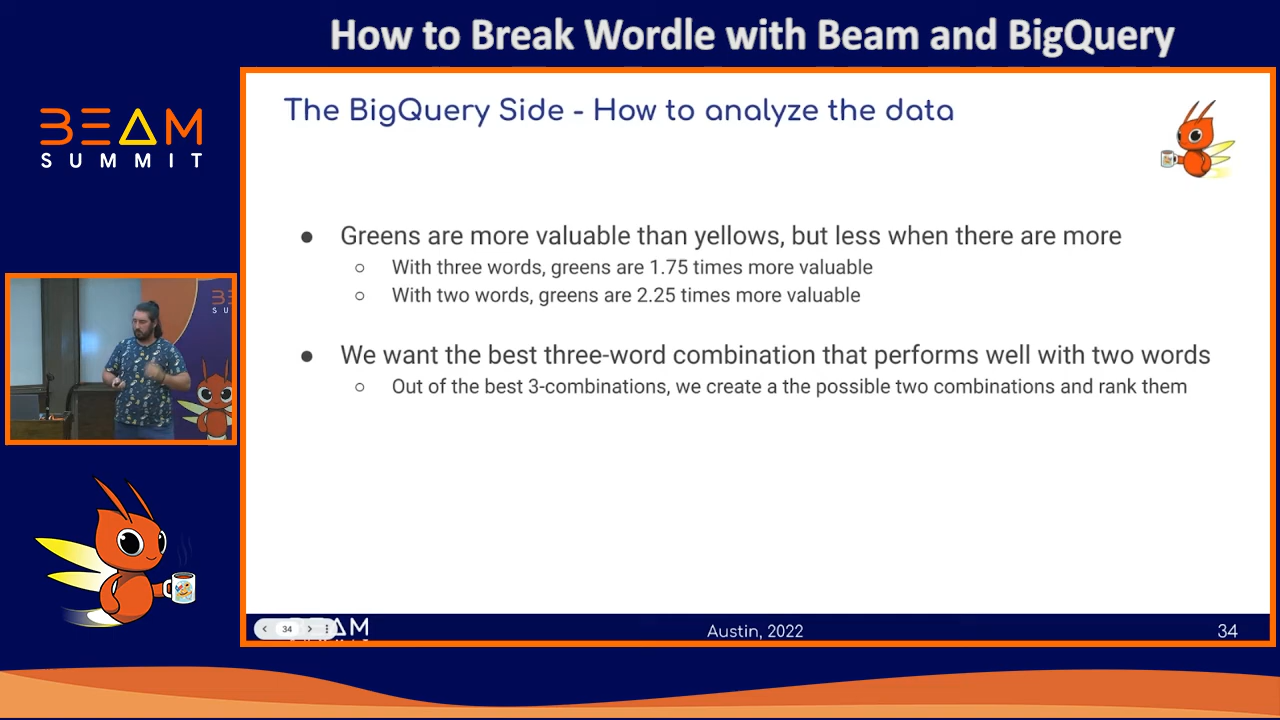 How to Break Wordle with Beam and BigQuery
BEAM
SUMMIT
The BigQuery Side - How to analyze the data
● Greens are more valuable than yellows, but less when there are more
○ With three words, greens are 1.75 times more valuable
○ With two words, greens are 2.25 times more valuable
● We want the best three-word combination that performs well with two words
○ Out of the best 3-combinations, we create a the possible two combinations and rank them
34
Austin, 2022
34